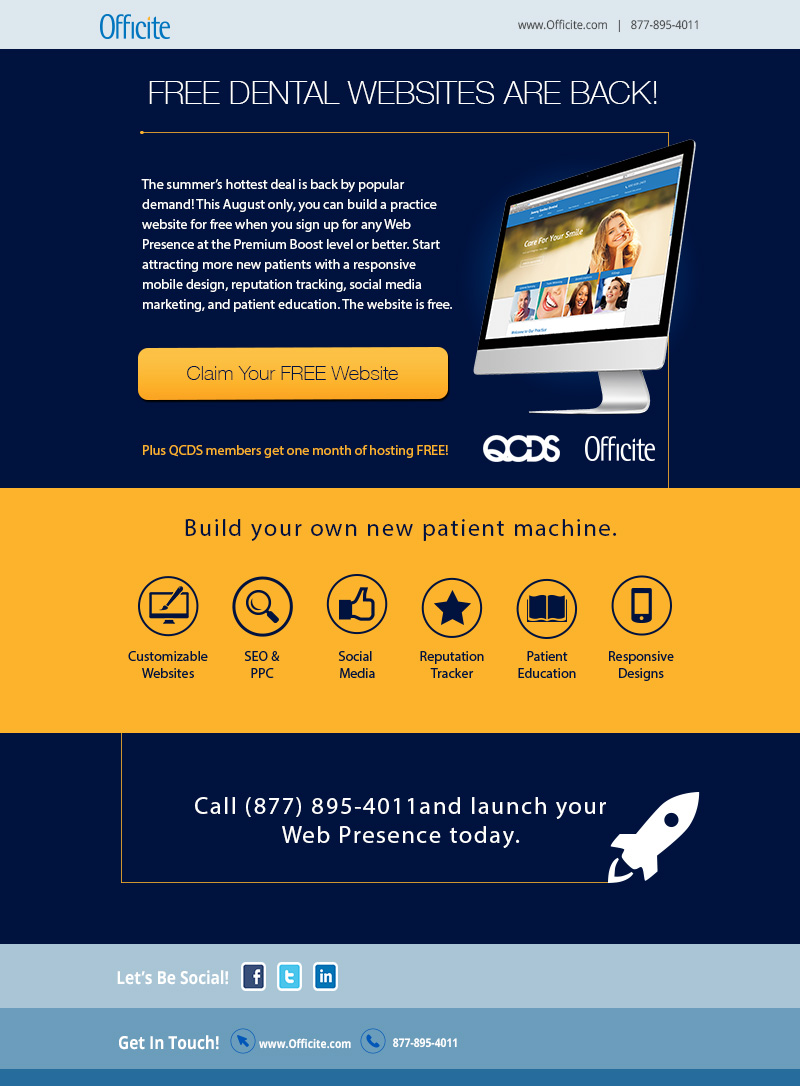 Officite
www.Officite.com | 877-895-4011
FREE DENTAL WEBSITES ARE BACK!
The summer's hottest deal is back by popular
demand! This August only, you can build a practice
website for free when you sign up for any Web
Presence at the Premium Boost level or better. Start
attracting more new patients with a responsive
mobile design, reputation tracking, social media
marketing, and patient education. The website is free.
Care For Your Smile
Claim Your FREE Website
Plus QCDS members get one month of hosting FREE!
QCDS Officite
Build your own new patient machine.
Customizable
Websites
SEO &
PPC
Social
Media
Reputation
Tracker
Patient
Education
Responsive
Designs
Call (877) 895-4011and launch your
Web Presence today.
Let's Be Social!
Get In Touch! www.Officite.com 877-895-4011